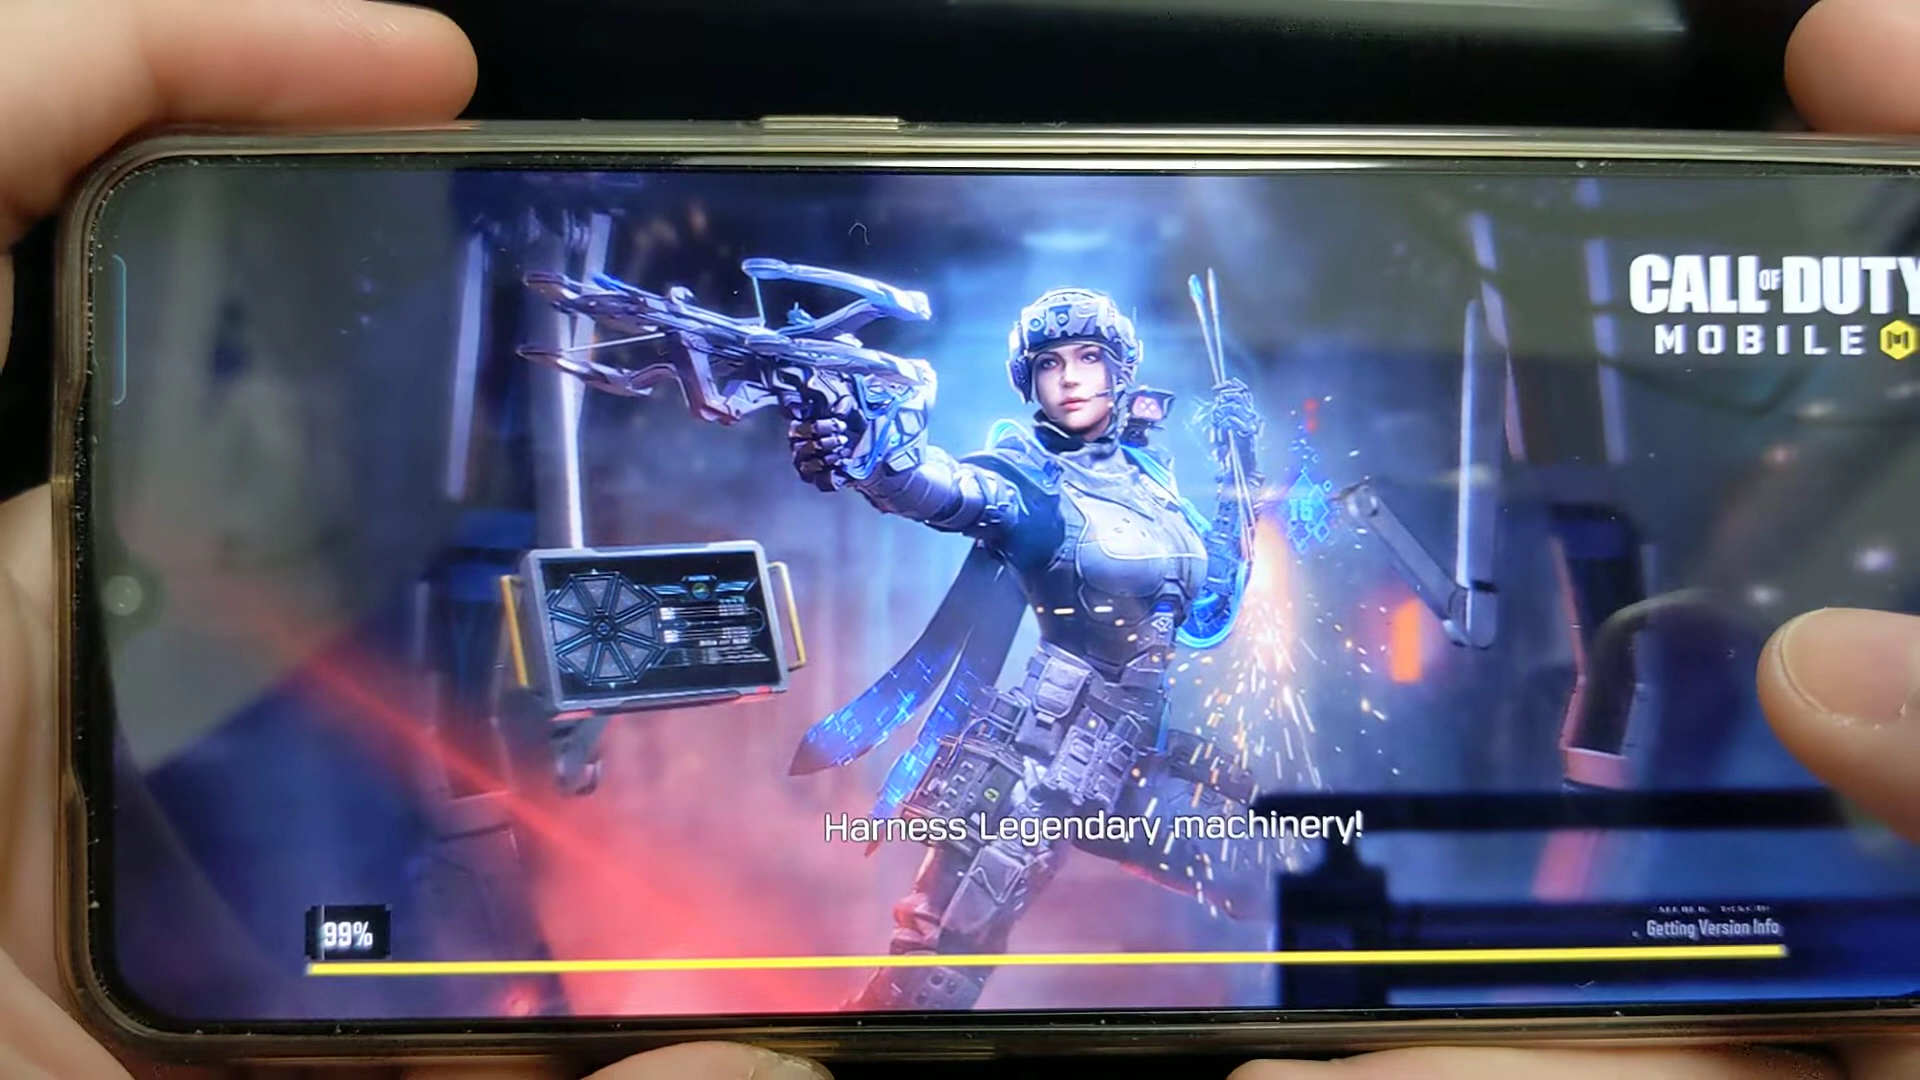 CALL OF DUTY
MOBILE
Harness Legendary machinery!
99%
Getting Version Info